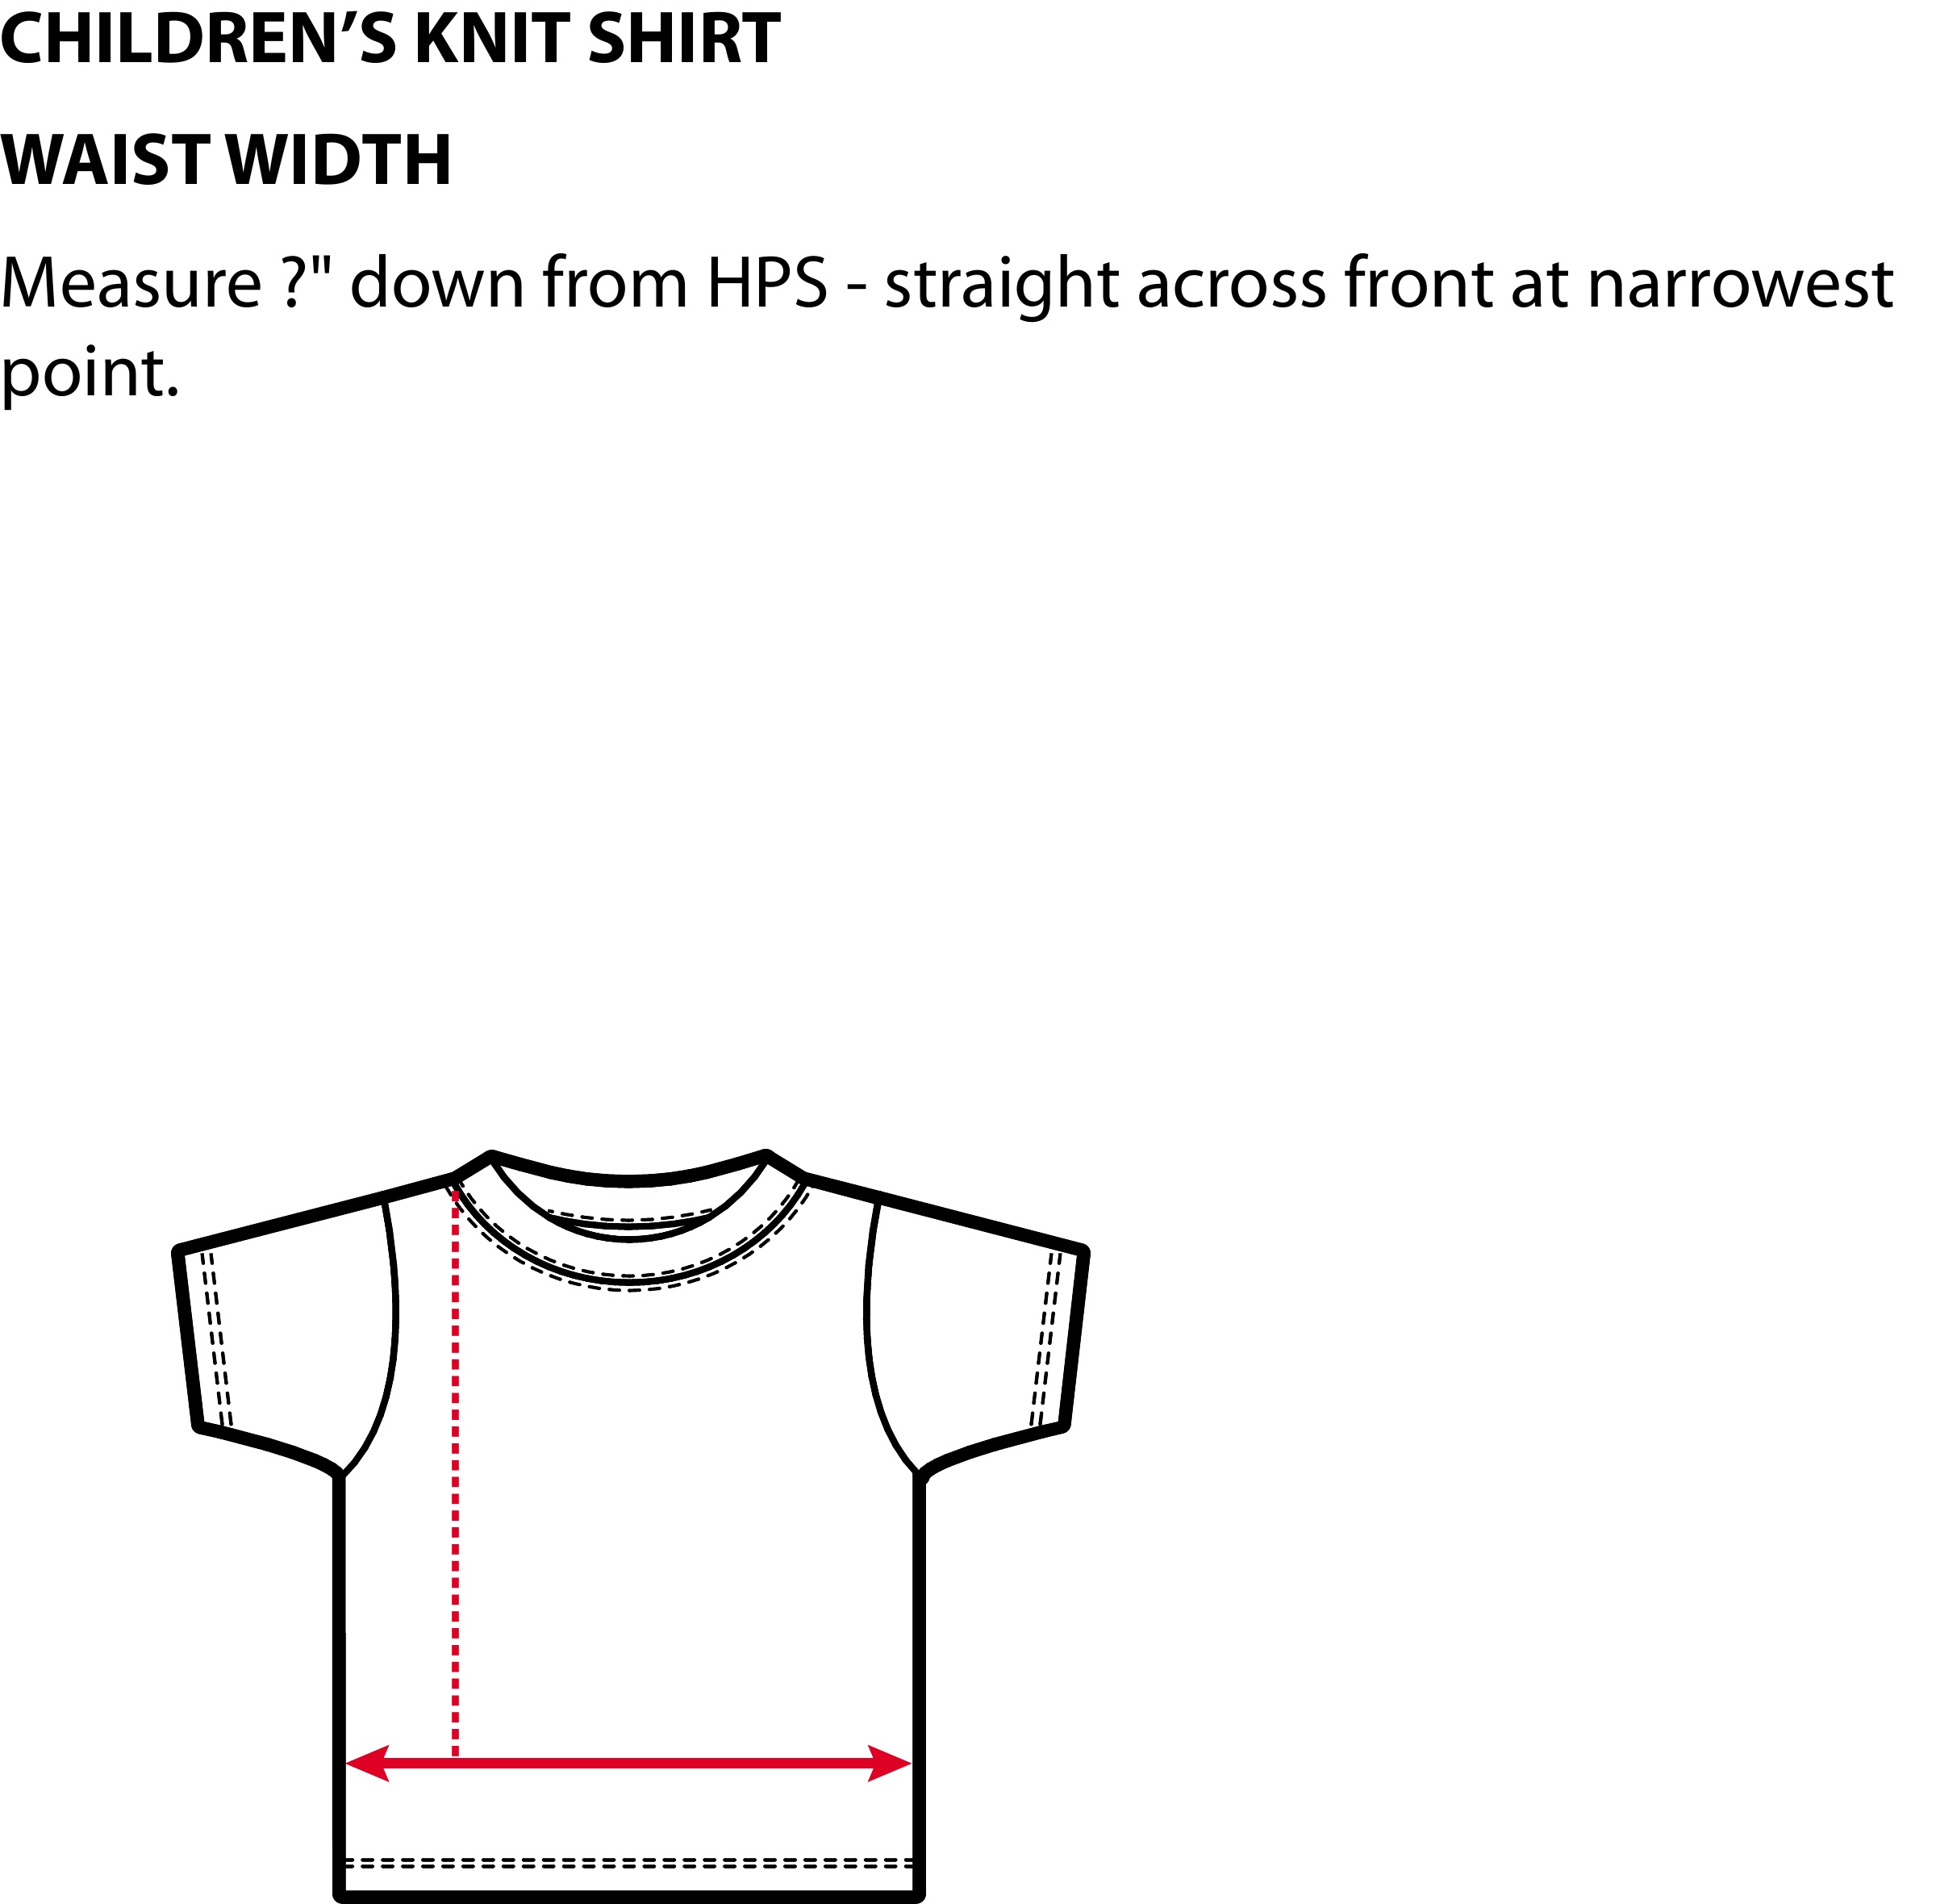 CHILDREN’S KNIT SHIRT
WAIST WIDTH
Measure ?" down from HPS - straight across front at narrowest
point.